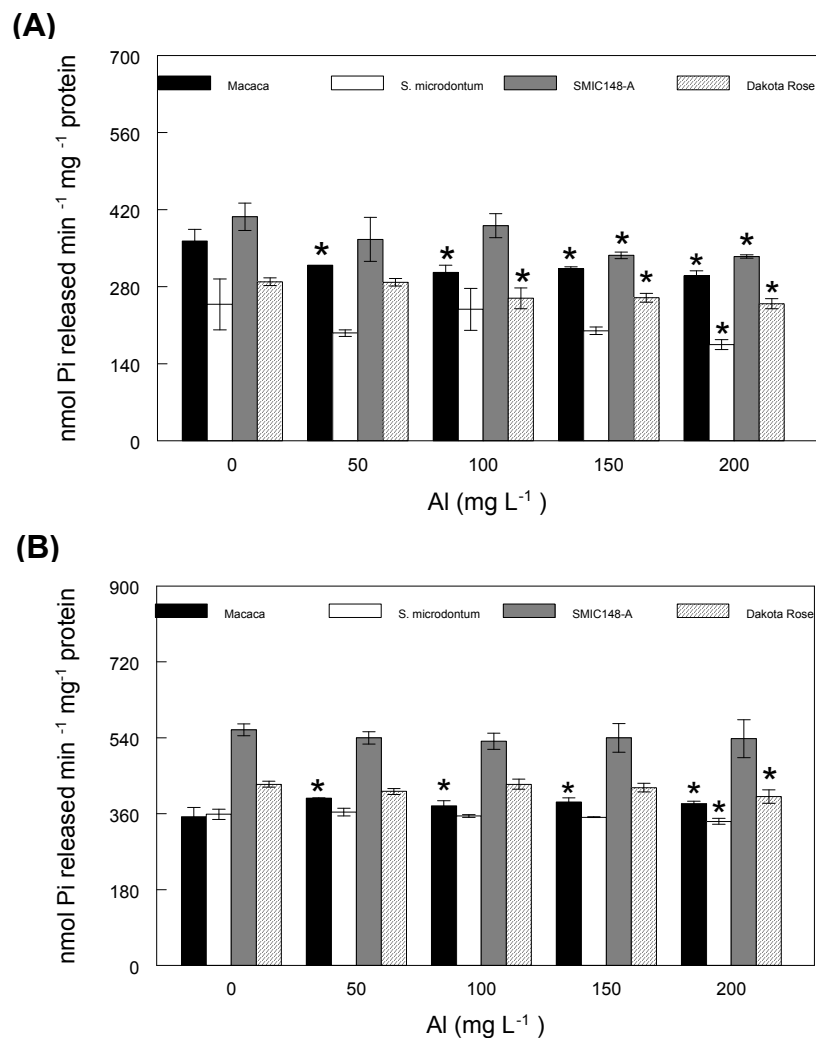 (A)
700
Macaca S. microdontum SMIC148-A Dakota Rose
560
420
280
140
0
nmol Pi released min -1 mg -1 protein
* * * * * *
* * * * *
0 50 100 150 200
Al (mg L-1 )
(B)
900
Macaca S. microdontum SMIC148-A Dakota Rose
720
540
360
180
0
nmol Pi released min -1 mg-1 protein
* * * * * *
0 50 100 150 200
Al (mg L-1 )